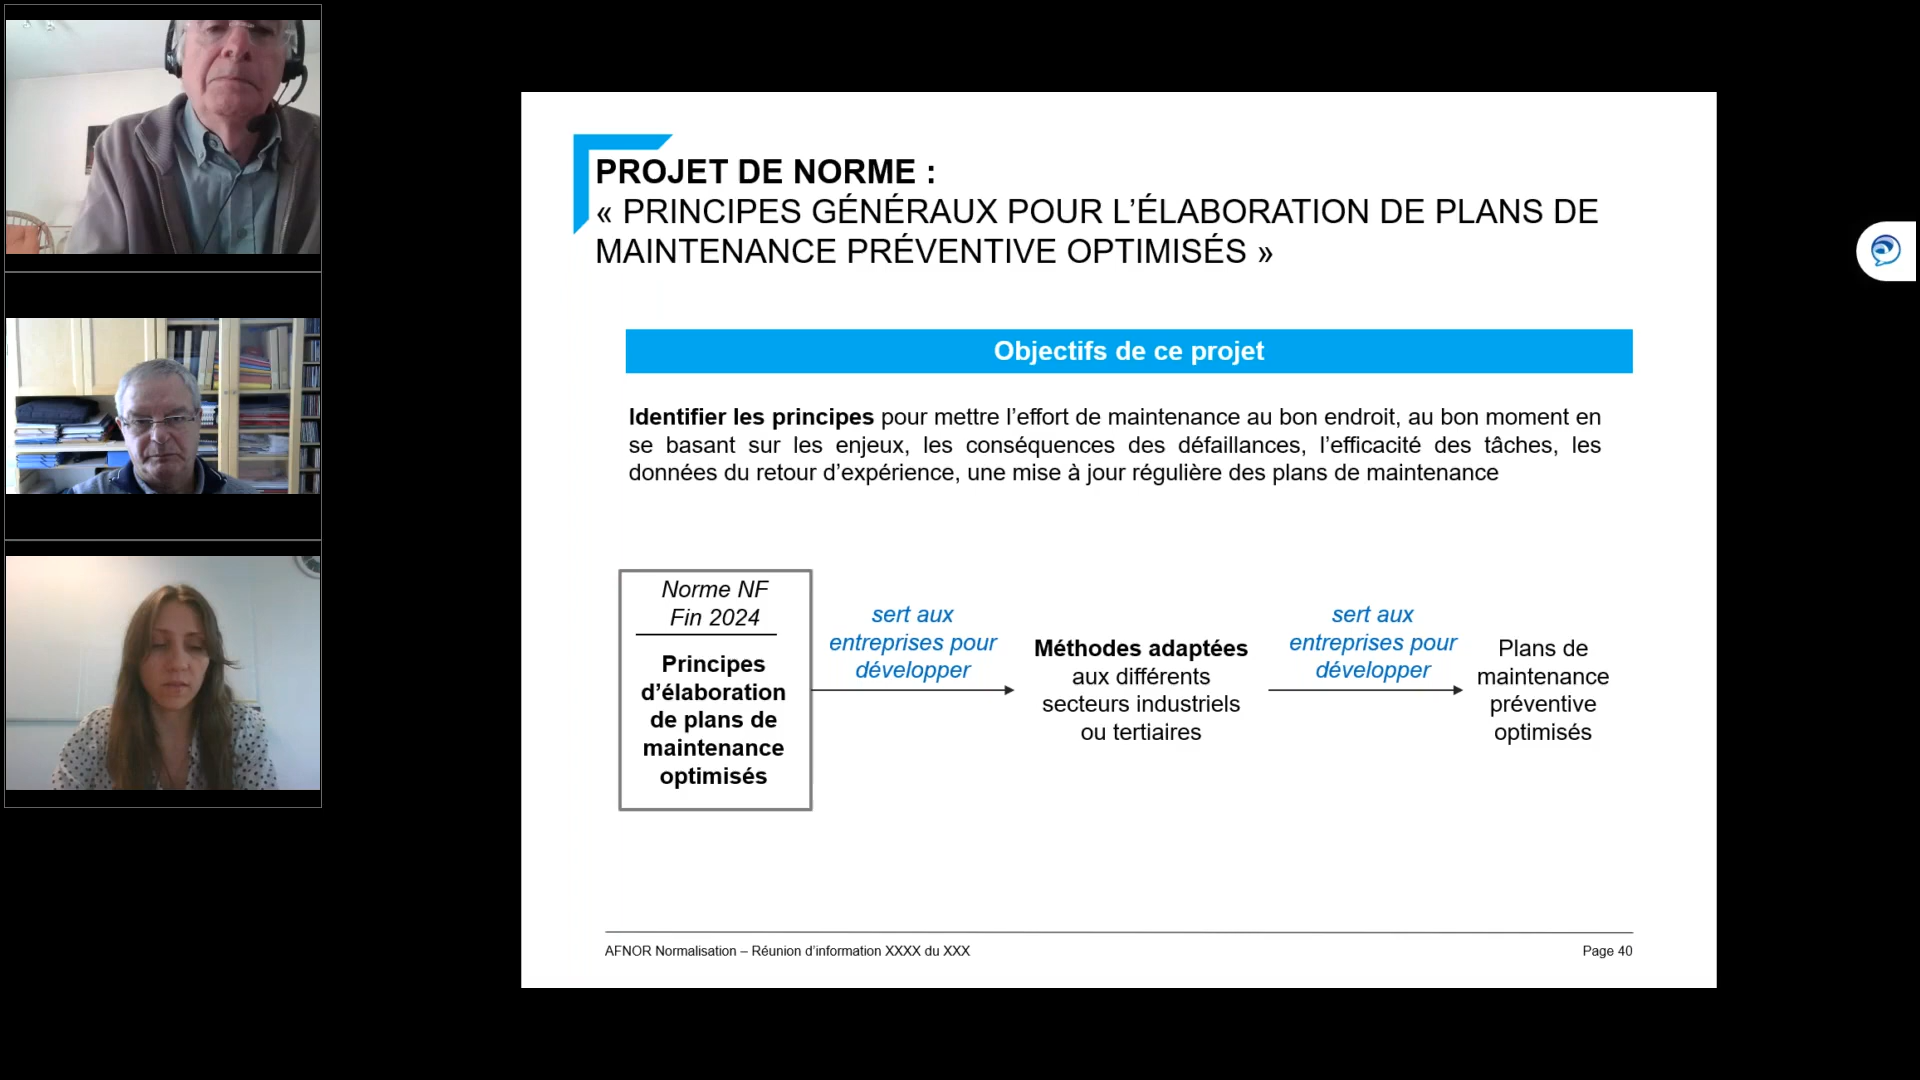 PROJET DE NORME :
« PRINCIPES GÉNÉRAUX POUR L’ÉLABORATION DE PLANS DE
MAINTENANCE PRÉVENTIVE OPTIMISÉS »
Objectifs de ce projet
Identifier les principes pour mettre l’effort de maintenance au bon endroit, au bon moment en
se basant sur les enjeux, les conséquences des défaillances, l’efficacité des tâches, les
données du retour d’expérience, une mise à jour régulière des plans de maintenance
Norme NF
Fin 2024
Principes
d’élaboration
de plans de
maintenance
optimisés
sert aux
entreprises pour
développer
Méthodes adaptées
aux différents
secteurs industriels
ou tertiaires
sert aux
entreprises pour
développer
Plans de
maintenance
préventive
optimisés
AFNOR Normalisation – Réunion d’information XXXX du XXX
Page 40